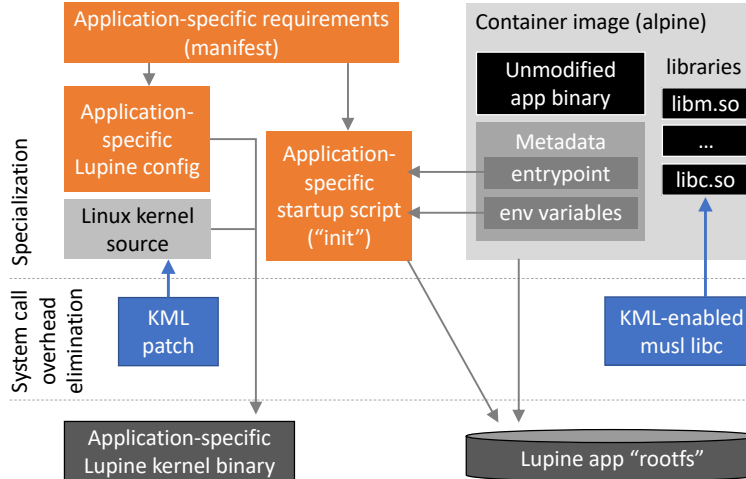 Application-specific requirements
(manifest)
Container image (alpine)
Unmodified
app binary
libraries
libm.so
...
libc.so
Metadata
entrypoint
env variables
Application-
specific
Lupine config
Application-
specific
startup script
(“init”)
Linux kernel
source
Specialization
System call
overhead
elimination
KML
patch
KML-enabled
musl libc
Application-specific
Lupine kernel binary
Lupine app “rootfs”